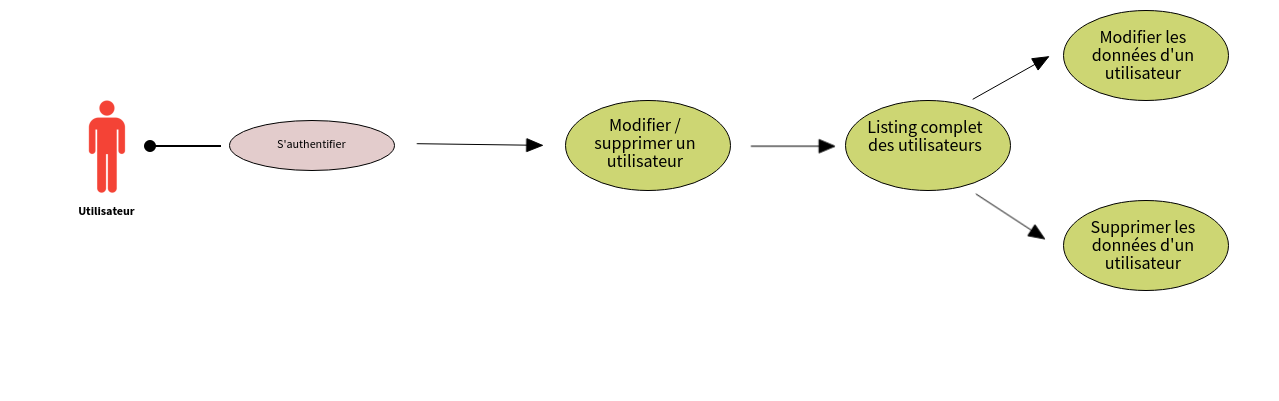 Utilisateur
S'authentifier
Modifier /
supprimer un
utilisateur
Listing complet
des utilisateurs
Modifier les
données d'un
utilisateur
Supprimer les
données d'un
utilisateur